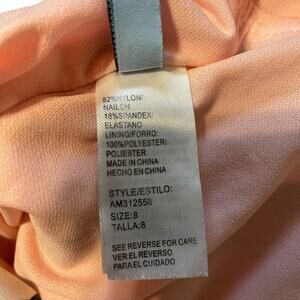 82%NYLON/
NAILON
18%SPANDEX/
ELASTANO
LINING/FORRO:
100%POLYESTER/
POLIESTER
MADE IN CHINA
HECHO EN CHINA
STYLE/ESTILO:
AM312558
SIZE:8
TALLA:8
SEE REVERSE FOR CARE
VER EL REVERSO
PARA EL CUIDADO